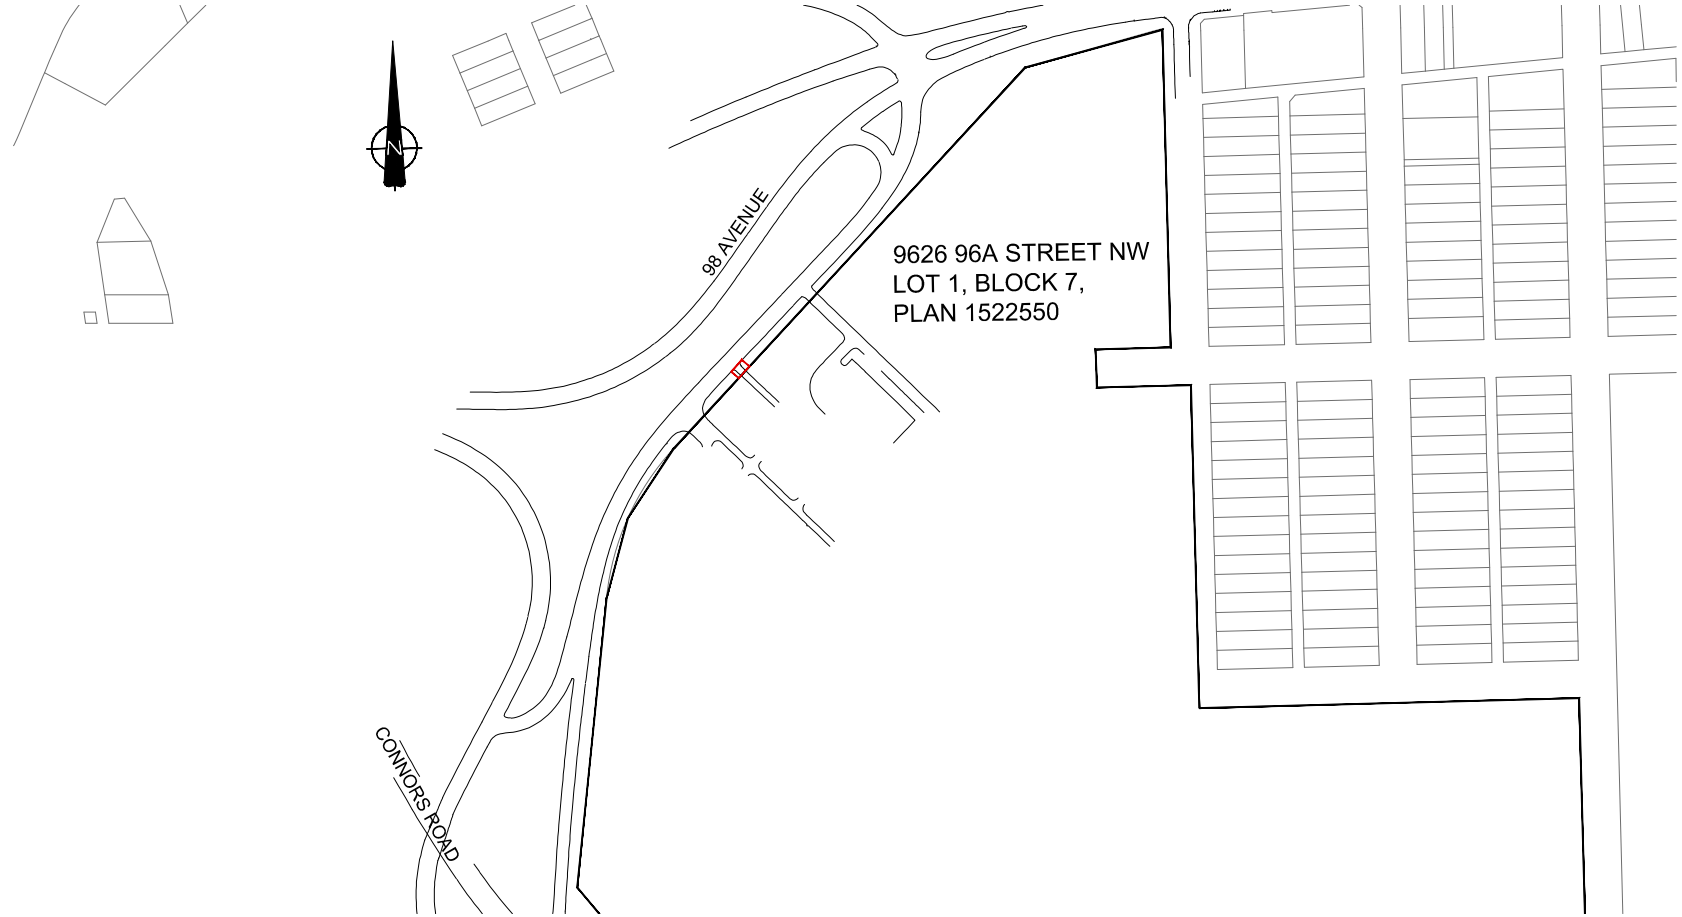 N
98 AVENUE
9626 96A STREET NW
LOT 1, BLOCK 7,
PLAN 1522550
CONNORS ROAD